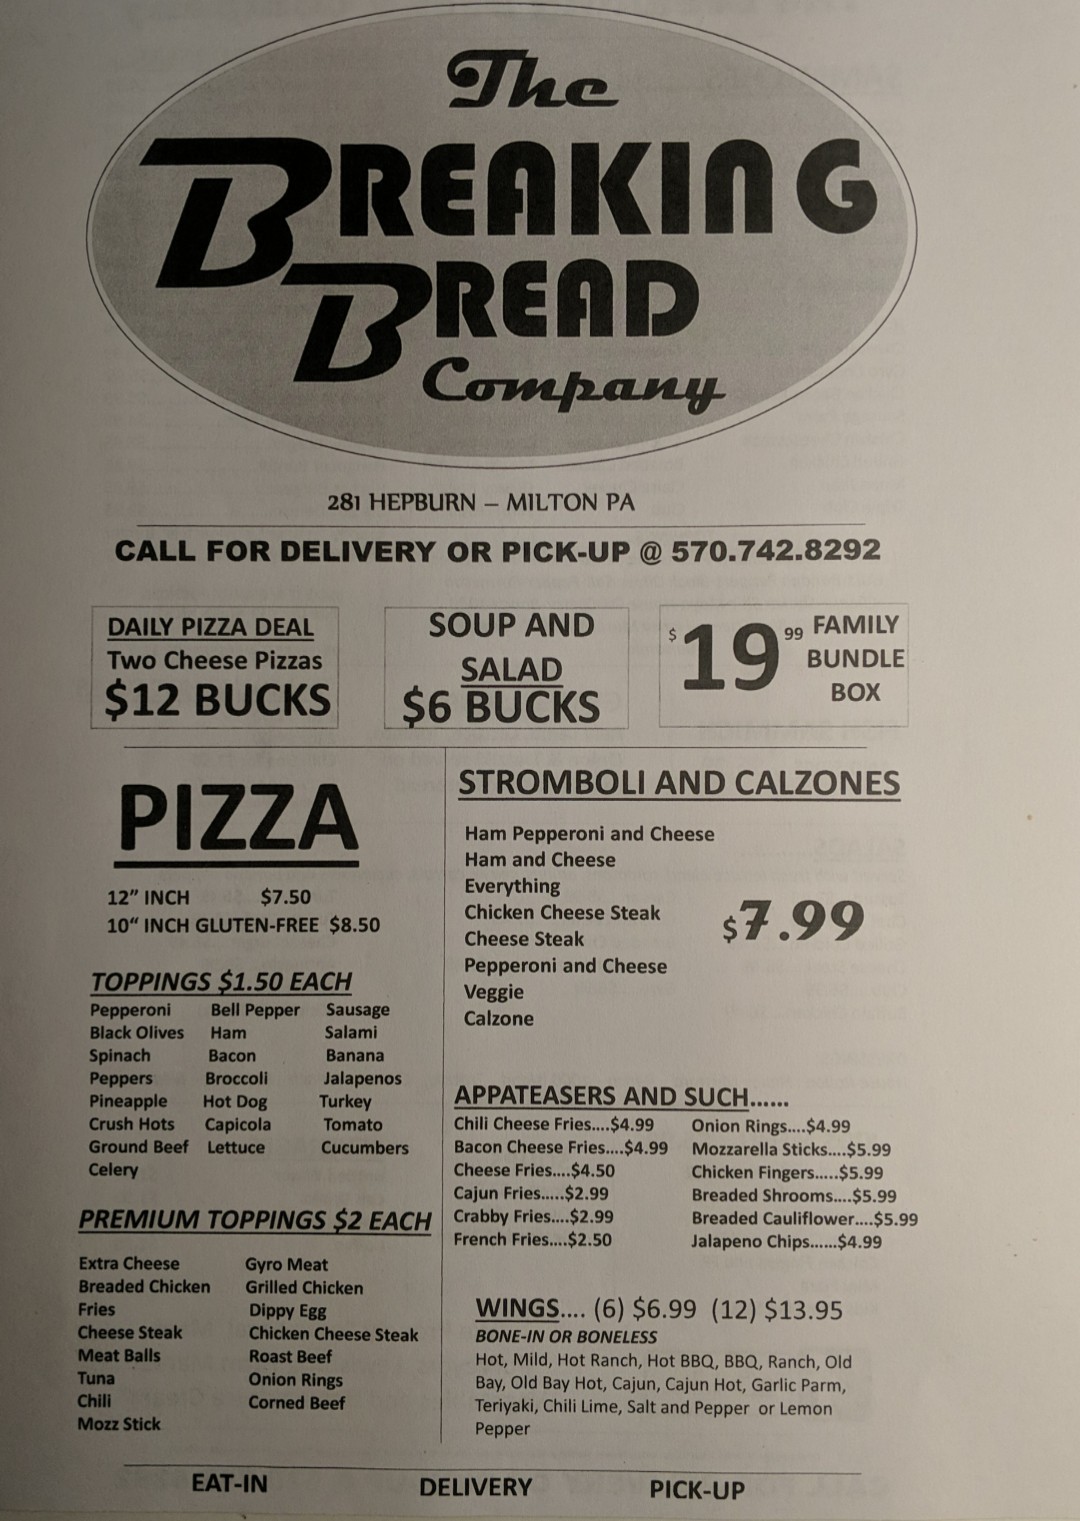 The
BREAKING
BREAD
Company
281 HEPBURN – MILTON PA
CALL FOR DELIVERY OR PICK-UP @ 570.742.8292
DAILY PIZZA DEAL
Two Cheese Pizzas
$12 BUCKS
SOUP AND
SALAD
$6 BUCKS
$19.99 FAMILY
BUNDLE
BOX
PIZZA
12” INCH $7.50
10“ INCH GLUTEN-FREE $8.50
TOPPINGS $1.50 EACH
Pepperoni Bell Pepper Sausage
Black Olives Ham Salami
Spinach Bacon Banana
Peppers Broccoli Jalapenos
Pineapple Hot Dog Turkey
Crush Hots Capicola Tomato
Ground Beef Lettuce Cucumbers
Celery
PREMIUM TOPPINGS $2 EACH
Extra Cheese Gyro Meat
Breaded Chicken Grilled Chicken
Fries Dippy Egg
Cheese Steak Chicken Cheese Steak
Meat Balls Roast Beef
Tuna Onion Rings
Chili Corned Beef
Mozz Stick
STROMBOLI AND CALZONES
Ham Pepperoni and Cheese
Ham and Cheese
Everything
Chicken Cheese Steak
Cheese Steak
Pepperoni and Cheese
Veggie
Calzone
$7.99
APPATEASERS AND SUCH......
Chili Cheese Fries....$4.99 Onion Rings....$4.99
Bacon Cheese Fries....$4.99 Mozzarella Sticks....$5.99
Cheese Fries....$4.50 Chicken Fingers.....$5.99
Cajun Fries.....$2.99 Breaded Shrooms....$5.99
Crabby Fries....$2.99 Breaded Cauliflower....$5.99
French Fries....$2.50 Jalapeno Chips......$4.99
WINGS.... (6) $6.99 (12) $13.95
BONE-IN OR BONELESS
Hot, Mild, Hot Ranch, Hot BBQ, BBQ, Ranch, Old
Bay, Old Bay Hot, Cajun, Cajun Hot, Garlic Parm,
Teriyaki, Chili Lime, Salt and Pepper or Lemon
Pepper
EAT-IN DELIVERY PICK-UP